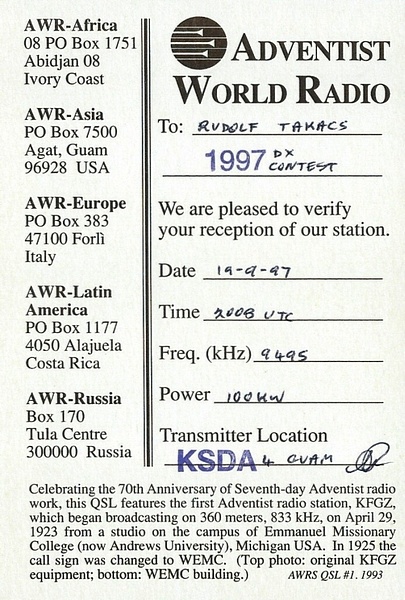 AWR-Africa
08 PO Box 1751
Abidjan 08
Ivory Coast
AWR-Asia
PO Box 7500
Agat, Guam
96928 USA
AWR-Europe
PO Box 383
47100 Forlì
Italy
AWR-Latin
America
PO Box 1177
4050 Alajuela
Costa Rica
AWR-Russia
Box 170
Tula Centre
300000 Russia
ADVENTIST
WORLD RADIO
To: RUDOLF TAKACS
1997 DX CONTEST
We are pleased to verify
your reception of our station.
Date 19-9-97
Time 2008 UTC
Freq. (kHz) 9495
Power 100KW
Transmitter Location
KSDA 4 GUAM
Celebrating the 70th Anniversary of Seventh-day Adventist radio
work, this QSL features the first Adventist radio station, KFGZ,
which began broadcasting on 360 meters, 833 kHz, on April 29,
1923 from a studio on the campus of Emmanuel Missionary
College (now Andrews University), Michigan USA. In 1925 the
call sign was changed to WEMC. (Top photo: original KFGZ
equipment; bottom: WEMC building.) AWRS QSL #1. 1993